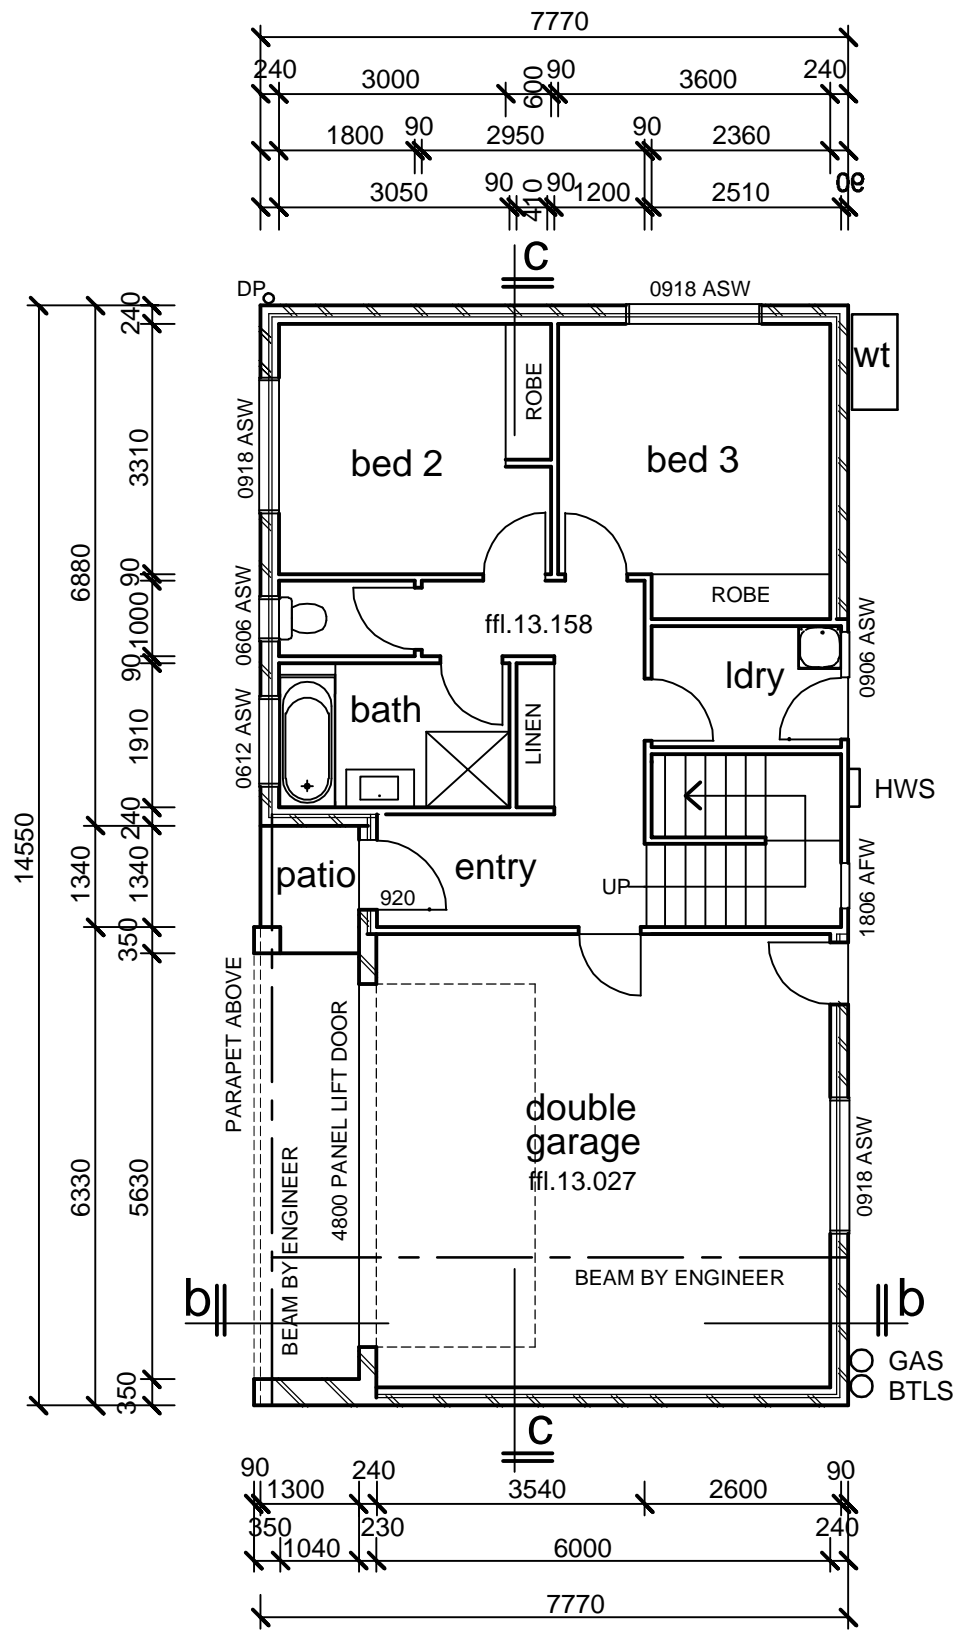 7770
240 3000 600 90 3600 240
1800 90 2950 90 2360
3050 90 410 90 1200 2510 90
c
DP
0918 ASW
wt
240
ROBE
0918 ASW
bed 2
bed 3
3310
6880
90
ROBE
0606 ASW
1000
ffl.13.158
0906 ASW
90
ldry
bath
0612 ASW
1910
LINEN
HWS
240
14550
1340
1340
patio
entry
920
UP
1806 AFW
350
PARAPET ABOVE
4800 PANEL LIFT DOOR
double
garage
ffl.13.027
0918 ASW
6330
5630
BEAM BY ENGINEER
BEAM BY ENGINEER
b
b
GAS
BTLS
350
c
90 1300 240 3540 2600 90
350 1040 230 6000 240
7770